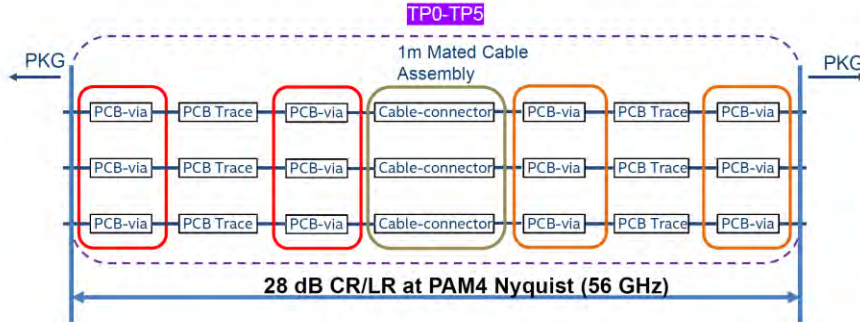 TP0-TP5
PKG
1m Mated Cable
Assembly
PKG
PCB-via PCB Trace PCB-via Cable-connector PCB-via PCB Trace PCB-via
PCB-via PCB Trace PCB-via Cable-connector PCB-via PCB Trace PCB-via
PCB-via PCB Trace PCB-via Cable-connector PCB-via PCB Trace PCB-via
28 dB CR/LR at PAM4 Nyquist (56 GHz)